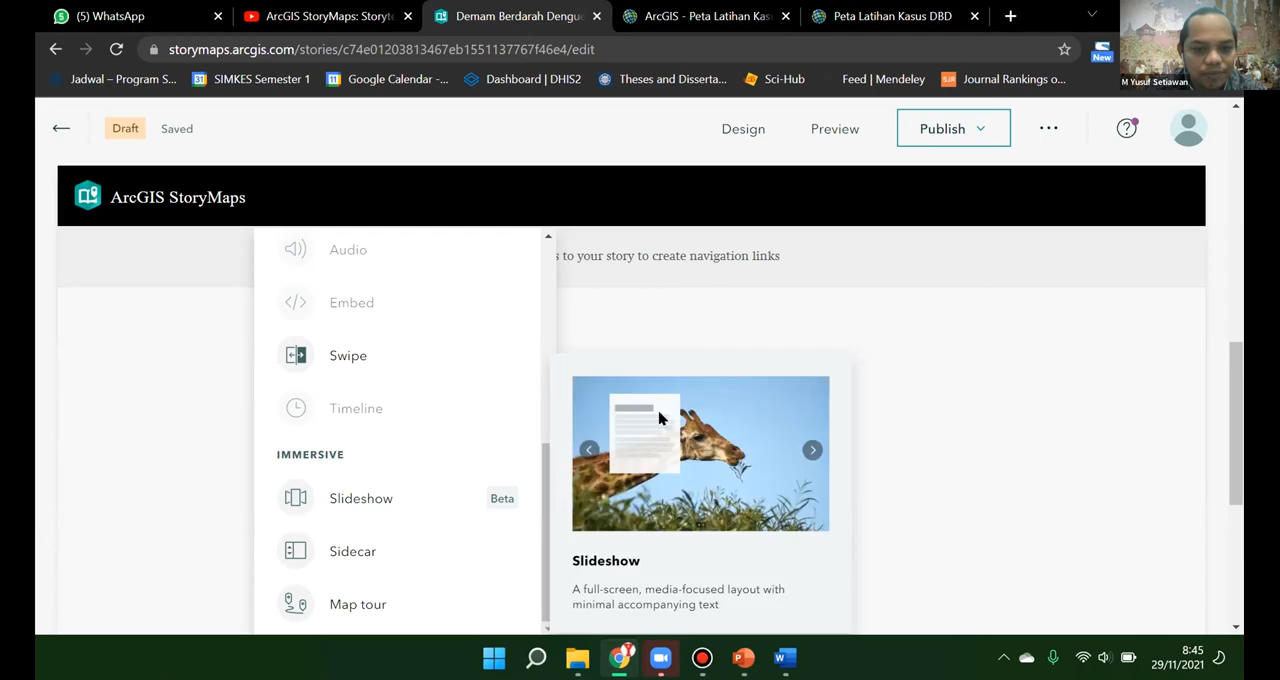 (5) WhatsApp
ArcGIS StoryMaps: Storyt
Demam Berdarah Dengue
ArcGIS - Peta Latihan Kas
Peta Latihan Kasus DBD
storymaps.arcgis.com/stories/c74e01203813467eb1551137767f46e4/edit
New
M Yusuf Setiawan
Jadwal – Program S...
SIMKES Semester 1
Google Calendar -...
Dashboard | DHIS2
Theses and Disserta...
Sci-Hub
Feed | Mendeley
Journal Rankings o...
Draft
Saved
Design
Preview
Publish
ArcGIS StoryMaps
s to your story to create navigation links
Audio
Embed
Swipe
Timeline
IMMERSIVE
Slideshow
Beta
Sidecar
Map tour
Slideshow
A full-screen, media-focused layout with
minimal accompanying text
8:45
29/11/2021